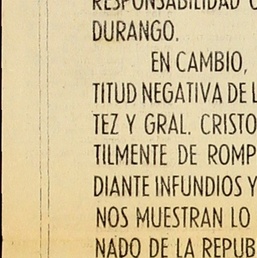 RESPONSABILIDAD
DURANGO.
EN CAMBIO,
TITUD NEGATIVA DE L
TEZ Y GRAL. CRISTO
TILMENTE DE ROMP
DIANTE INFUNDIOS Y
NOS MUESTRAN LO
NADO DE LA REPUB